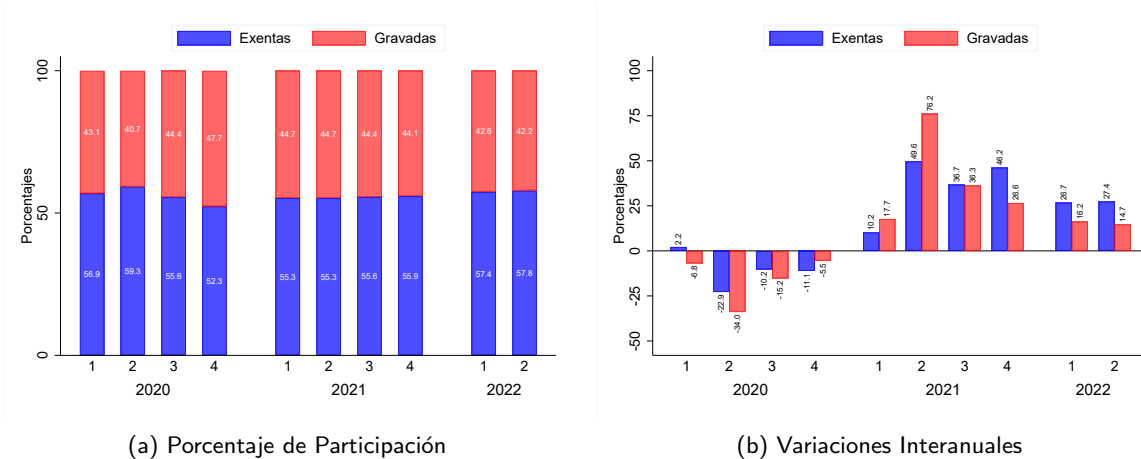 Exentas Gravadas
Porcentajes
100
50
0
43.1 40.7 44.4 47.7 44.7 44.7 44.4 44.1 42.6 42.2
56.9 59.3 55.6 52.3 55.3 55.3 55.6 55.9 57.4 57.8
1 2 3 4 1 2 3 4 1 2
2020 2021 2022
(a) Porcentaje de Participación
Exentas Gravadas
Porcentajes
100
75
50
25
0
-25
-50
2.2 -6.8 -22.9 -34.0 -10.2 -15.2 -11.1 -5.5 10.2 17.7 49.6 76.2 36.7 36.3 46.2 26.6 26.7 16.2 27.4 14.7
1 2 3 4 1 2 3 4 1 2
2020 2021 2022
(b) Variaciones Interanuales